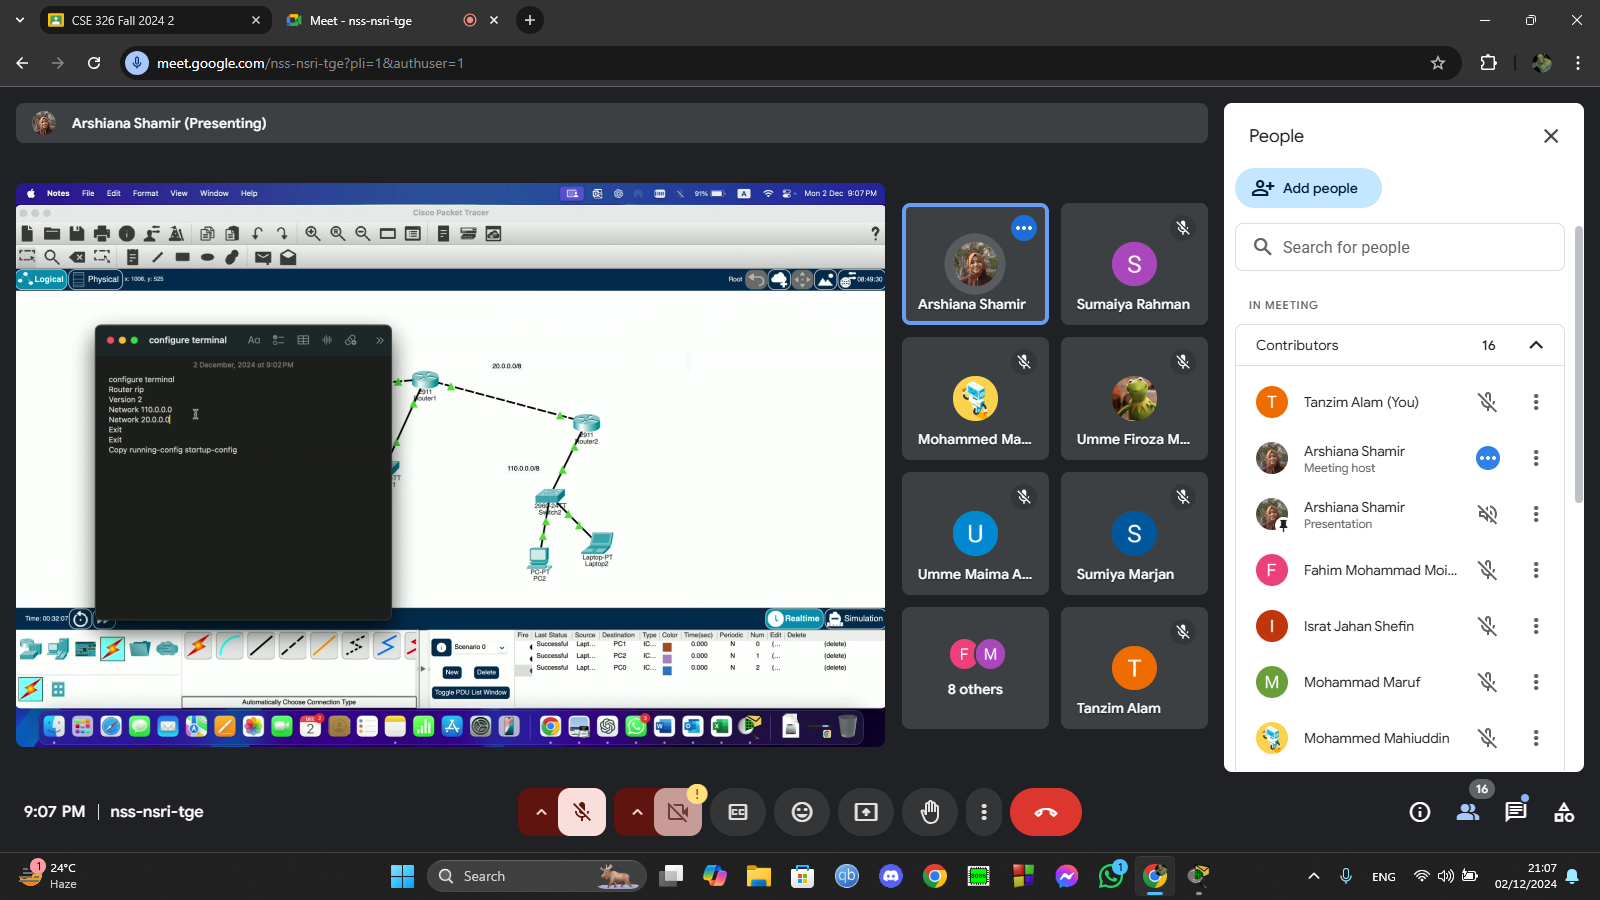 CSE 326 Fall 2024 2
Meet - nss-nsri-tge
meet.google.com/nss-nsri-tge?pli=1&authuser=1
Arshiana Shamir (Presenting)
Notes File Edit Format View Window Help
91% A Mon 2 Dec 9:07 PM
Cisco Packet Tracer
?
Logical Physical x: 1006, y: 525 Root 08:49:30
configure terminal Aa
2 December, 2024 at 9:02 PM
configure terminal
Router rip
Version 2
Network 110.0.0.0
Network 20.0.0.0
Exit
Exit
Copy running-config startup-config
20.0.0.0/8
2911
Router1
2911
Router2
110.0.0.0/8
2960-24TT
Switch2
PC-PT
PC2
Laptop-PT
Laptop2
Time: 00:32:07
Realtime Simulation
Scenario 0
New Delete
Toggle PDU List Window
Fire Last Status Source Destination Type Color Time(sec) Periodic Num Edit Delete
Successful Lapt... PC1 IC... 0.000 N 0 (... (delete)
Successful Lapt... PC2 IC... 0.000 N 1 (... (delete)
Successful Lapt... PC0 IC... 0.000 N 2 (... (delete)
Automatically Choose Connection Type
Arshiana Shamir
S
Sumaiya Rahman
Mohammed Ma...
Umme Firoza M...
U
Umme Maima A...
S
Sumiya Marjan
F M
8 others
T
Tanzim Alam
People
Add people
Search for people
IN MEETING
Contributors 16
T Tanzim Alam (You)
Arshiana Shamir
Meeting host
Arshiana Shamir
Presentation
F Fahim Mohammad Moi...
I Israt Jahan Shefin
M Mohammad Maruf
Mohammed Mahiuddin
9:07 PM | nss-nsri-tge
CC
!
16
1
24°C
Haze
Search
qb
1
ENG
21:07
02/12/2024